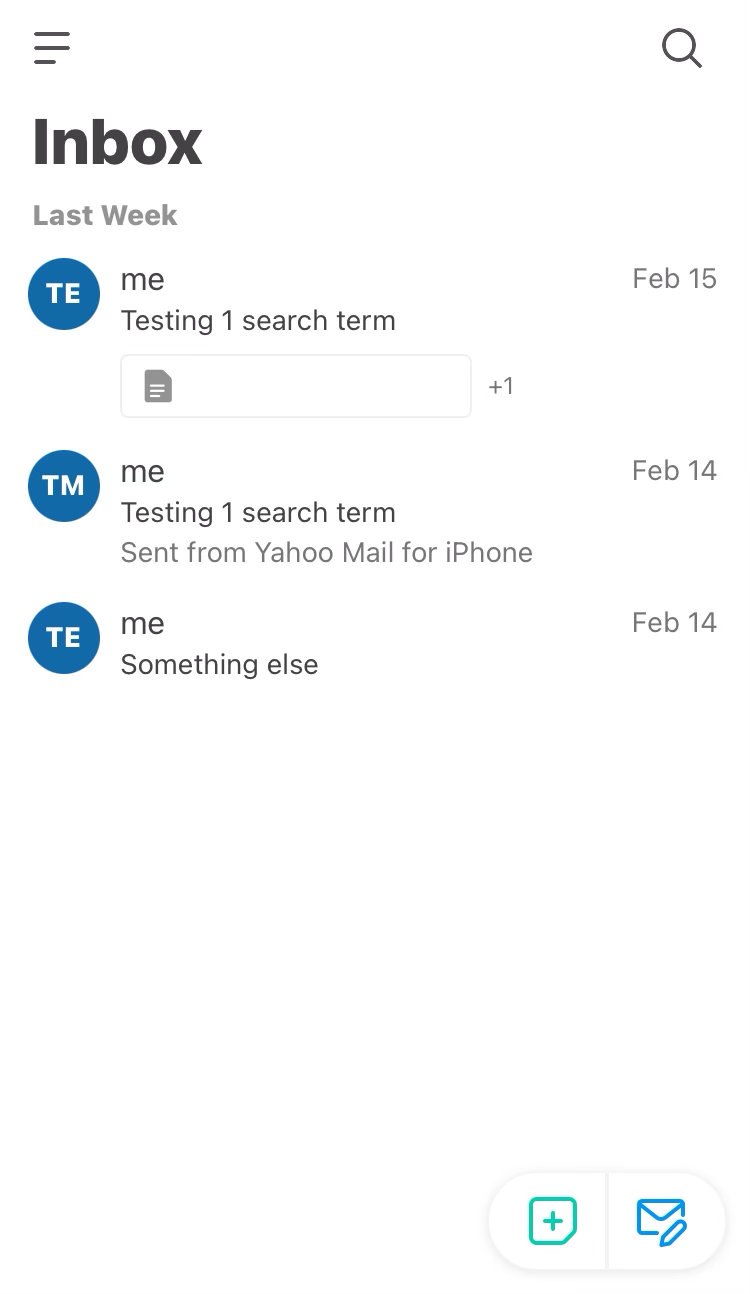 Inbox
Last Week
TE
me
Feb 15
Testing 1 search term
+1
TM
me
Feb 14
Testing 1 search term
Sent from Yahoo Mail for iPhone
TE
me
Feb 14
Something else